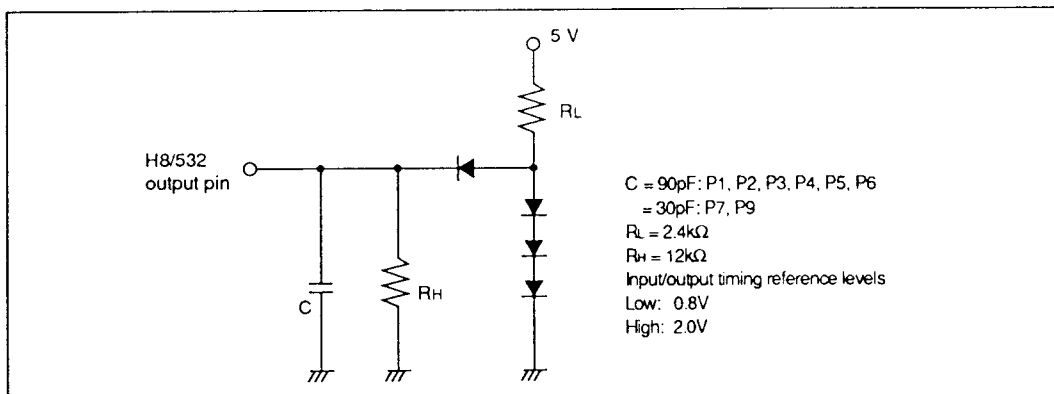 5 V
RL
H8/532
output pin
C
RH
C = 90pF: P1, P2, P3, P4, P5, P6
= 30pF: P7, P9
RL = 2.4kΩ
RH = 12kΩ
Input/output timing reference levels
Low: 0.8V
High: 2.0V